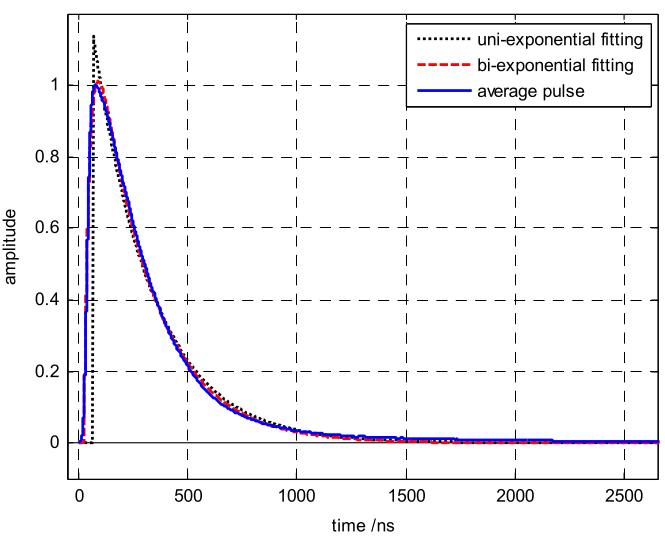 uni-exponential fitting
bi-exponential fitting
average pulse
1
0.8
0.6
0.4
0.2
0
amplitude
0 500 1000 1500 2000 2500
time /ns